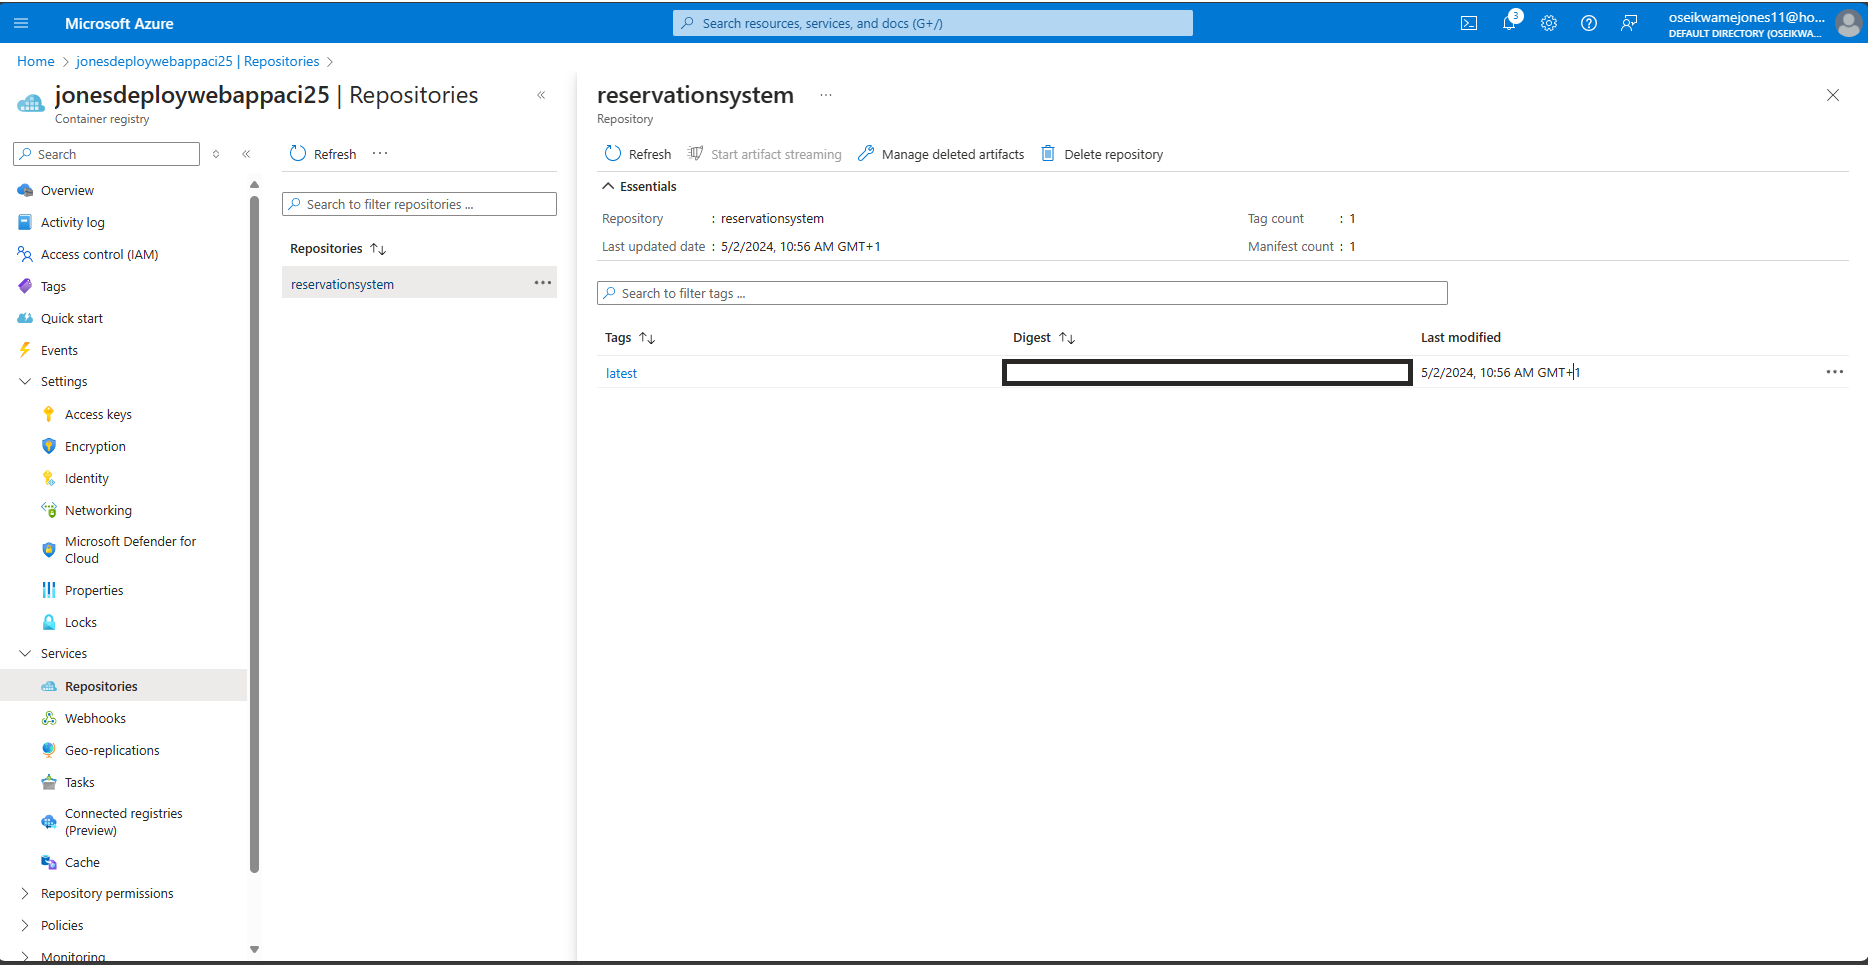 Microsoft Azure
Search resources, services, and docs (G+/)
3
oseikwamejones11@ho...
DEFAULT DIRECTORY (OSEIKWA...
Home > jonesdeploywebappaci25 | Repositories >
jonesdeploywebappaci25 | Repositories
Container registry
Search
Overview
Activity log
Access control (IAM)
Tags
Quick start
Events
Settings
Access keys
Encryption
Identity
Networking
Microsoft Defender for
Cloud
Properties
Locks
Services
Repositories
Webhooks
Geo-replications
Tasks
Connected registries
(Preview)
Cache
Repository permissions
Policies
Monitoring
Refresh ...
Search to filter repositories ...
Repositories
reservationsystem ...
reservationsystem ...
Repository
Refresh Start artifact streaming Manage deleted artifacts Delete repository
Essentials
Repository : reservationsystem Tag count : 1
Last updated date : 5/2/2024, 10:56 AM GMT+1 Manifest count : 1
Search to filter tags ...
Tags Digest Last modified
latest 5/2/2024, 10:56 AM GMT+1 ...